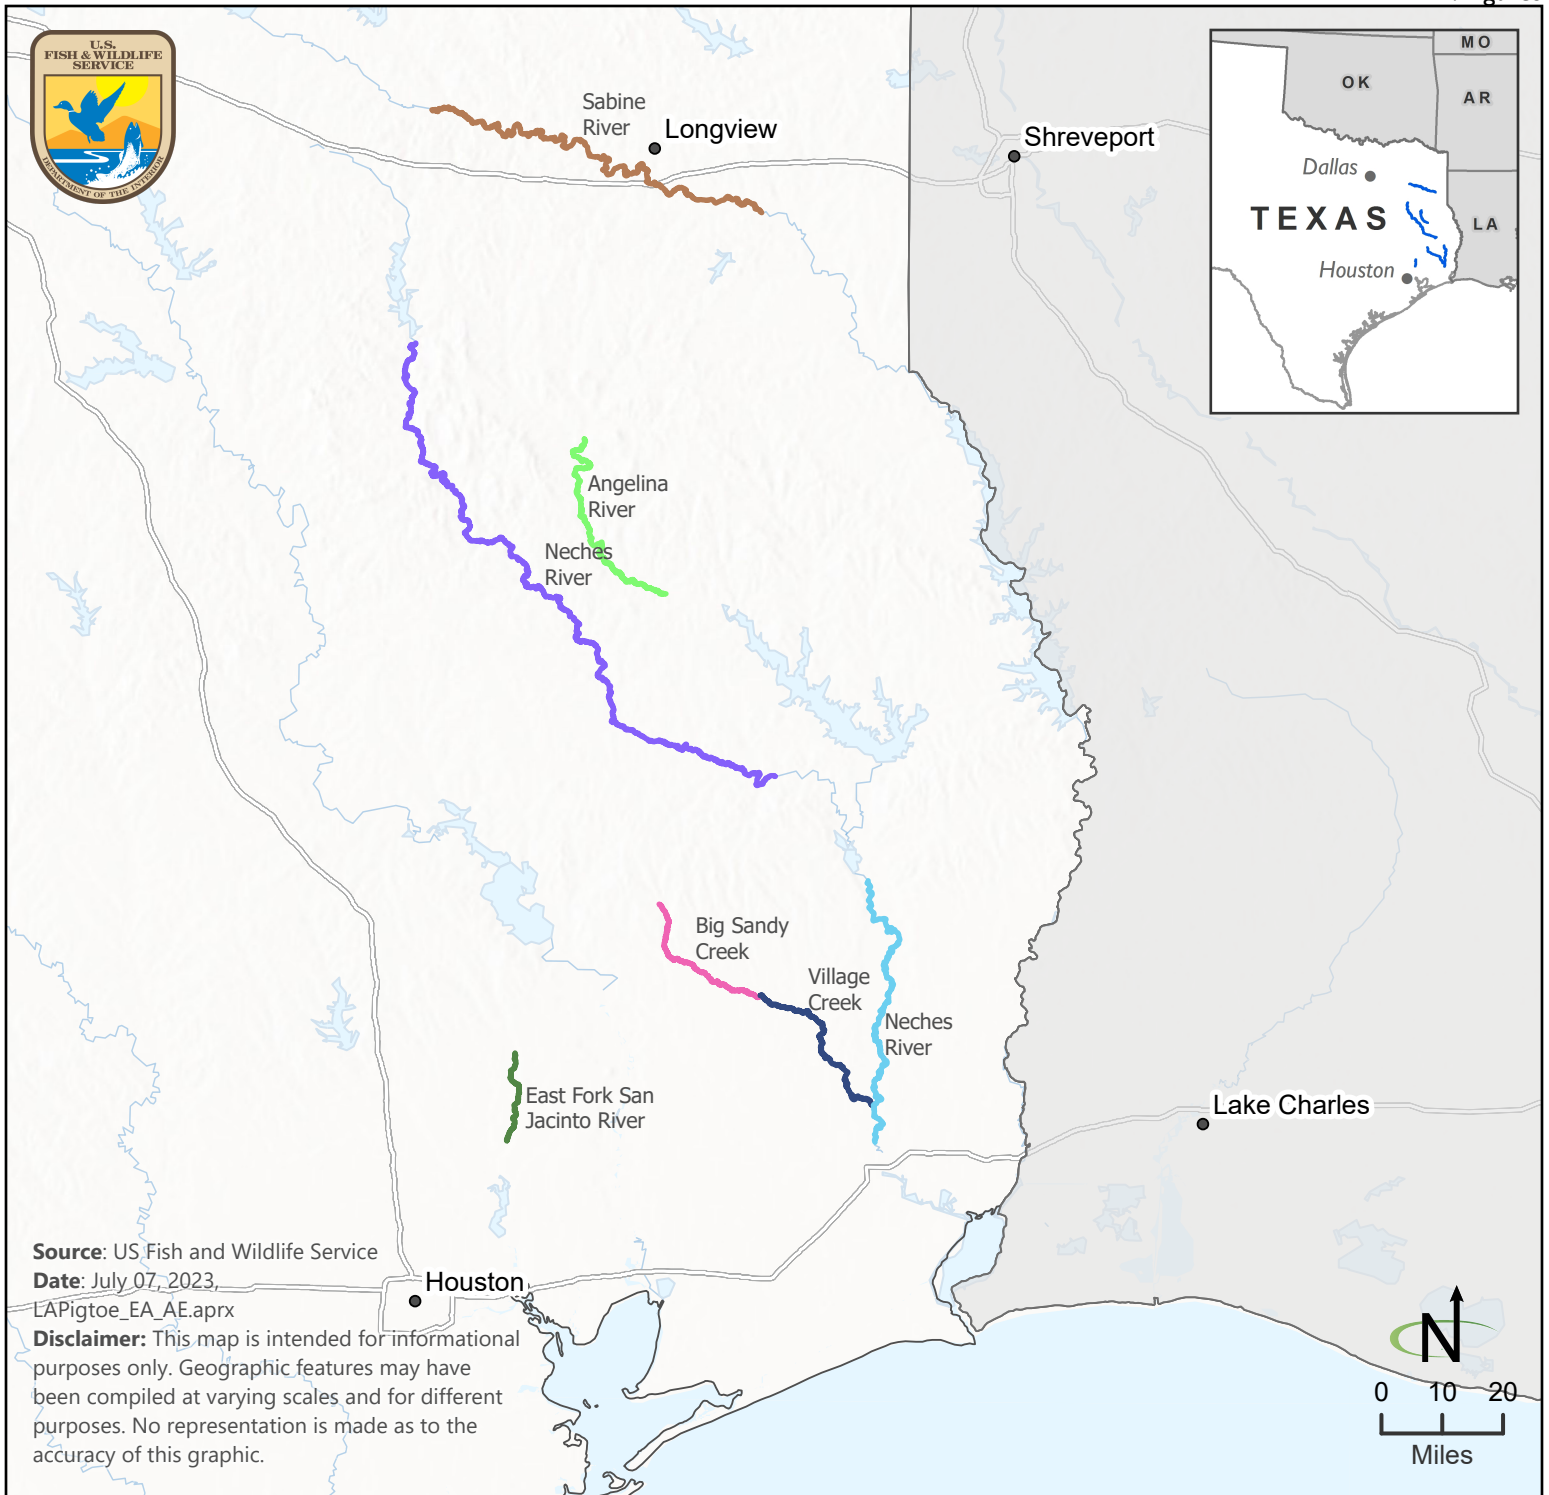 U.S.
FISH & WILDLIFE
SERVICE
DEPARTMENT OF THE INTERIOR
Sabine
River
Longview
Shreveport
MO
OK
AR
Dallas
TEXAS
LA
Houston
Angelina
River
Neches
River
Big Sandy
Creek
Village
Creek
Neches
River
East Fork San
Jacinto River
Lake Charles
Houston
Source: US Fish and Wildlife Service
Date: July 07, 2023,
LAPigtoe_EA_AE.aprx
Disclaimer: This map is intended for informational
purposes only. Geographic features may have
been compiled at varying scales and for different
purposes. No representation is made as to the
accuracy of this graphic.
N
0 10 20
Miles